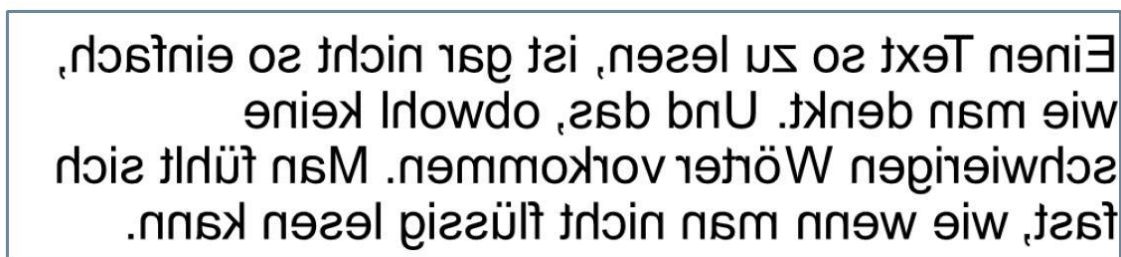 Einen Text so zu lesen, ist gar nicht so einfach,
wie man denkt. Und das, obwohl keine
schwierigen Wörter vorkommen. Man fühlt sich
fast, wie wenn man nicht flüssig lesen kann.